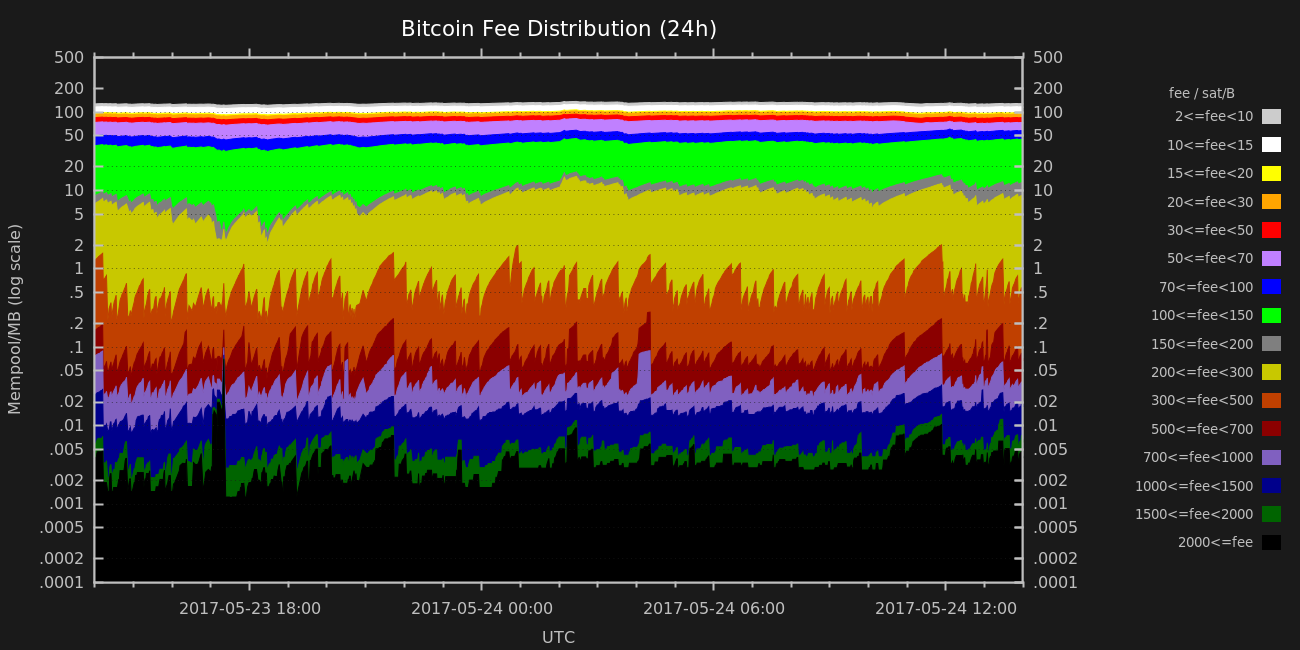 Bitcoin Fee Distribution (24h)
Mempool/MB (log scale)
500
200
100
50
20
10
5
2
1
.5
.2
.1
.05
.02
.01
.005
.002
.001
.0005
.0002
.0001
500
200
100
50
20
10
5
2
1
.5
.2
.1
.05
.02
.01
.005
.002
.001
.0005
.0002
.0001
2017-05-23 18:00
2017-05-24 00:00
2017-05-24 06:00
2017-05-24 12:00
UTC
fee / sat/B
2<=fee<10
10<=fee<15
15<=fee<20
20<=fee<30
30<=fee<50
50<=fee<70
70<=fee<100
100<=fee<150
150<=fee<200
200<=fee<300
300<=fee<500
500<=fee<700
700<=fee<1000
1000<=fee<1500
1500<=fee<2000
2000<=fee